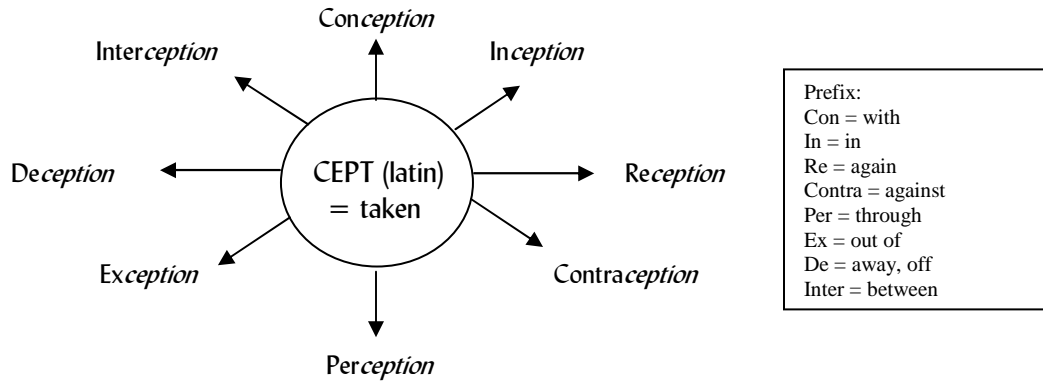 Conception
Interception
Inception
Deception
CEPT (latin)
= taken
Reception
Exception
Contraception
Perception
Prefix:
Con = with
In = in
Re = again
Contra = against
Per = through
Ex = out of
De = away, off
Inter = between